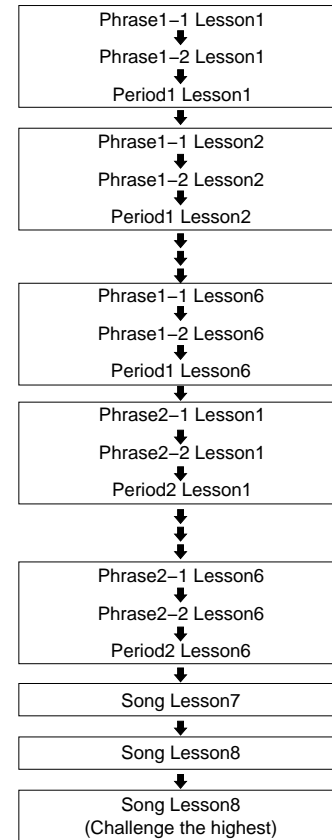 Phrase1−1 Lesson1
Phrase1−2 Lesson1
Period1 Lesson1
Phrase1−1 Lesson2
Phrase1−2 Lesson2
Period1 Lesson2
Phrase1−1 Lesson6
Phrase1−2 Lesson6
Period1 Lesson6
Phrase2−1 Lesson1
Phrase2−2 Lesson1
Period2 Lesson1
Phrase2−1 Lesson6
Phrase2−2 Lesson6
Period2 Lesson6
Song Lesson7
Song Lesson8
Song Lesson8
(Challenge the highest)